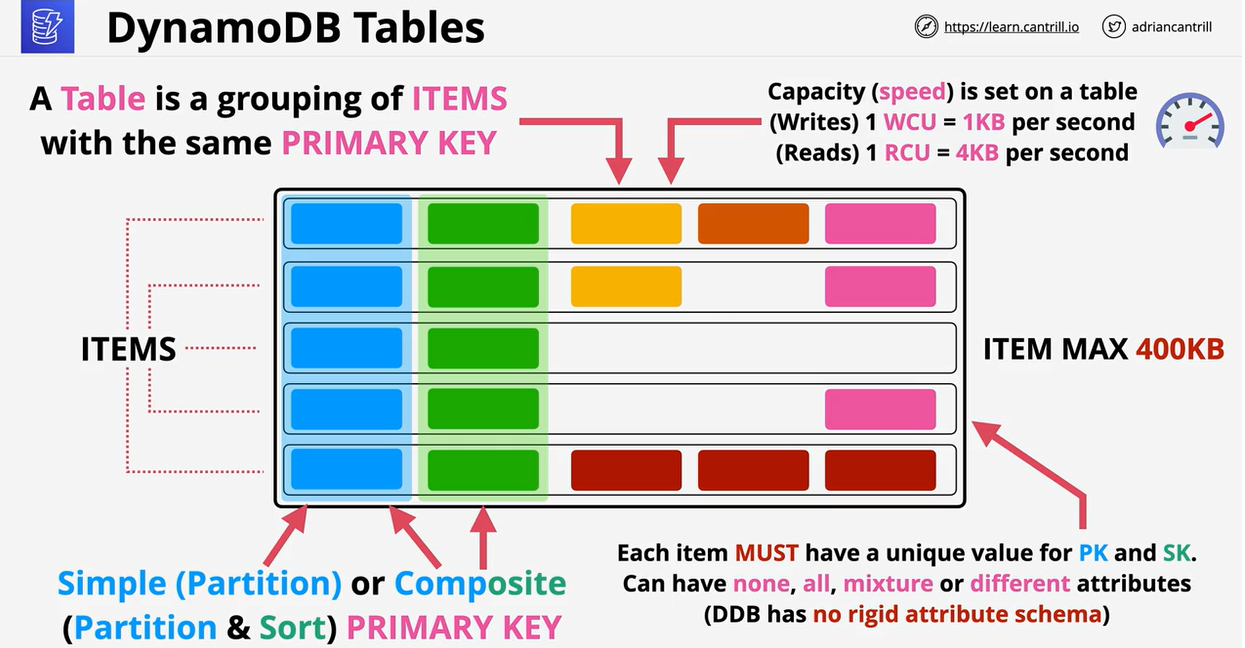 DynamoDB Tables
https://learn.cantrill.io
adriancantrill
A Table is a grouping of ITEMS
with the same PRIMARY KEY
Capacity (speed) is set on a table
(Writes) 1 WCU = 1KB per second
(Reads) 1 RCU = 4KB per second
ITEMS
ITEM MAX 400KB
Simple (Partition) or Composite
(Partition & Sort) PRIMARY KEY
Each item MUST have a unique value for PK and SK.
Can have none, all, mixture or different attributes
(DDB has no rigid attribute schema)